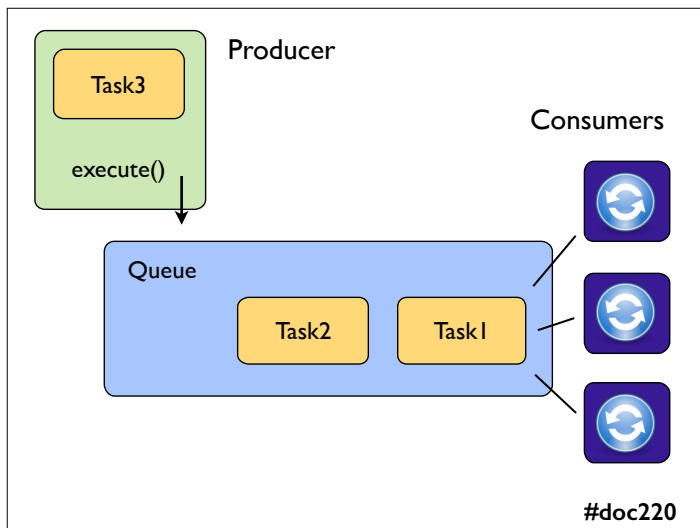 Producer
Task3
execute()
Consumers
Queue
Task2
Task1
#doc220